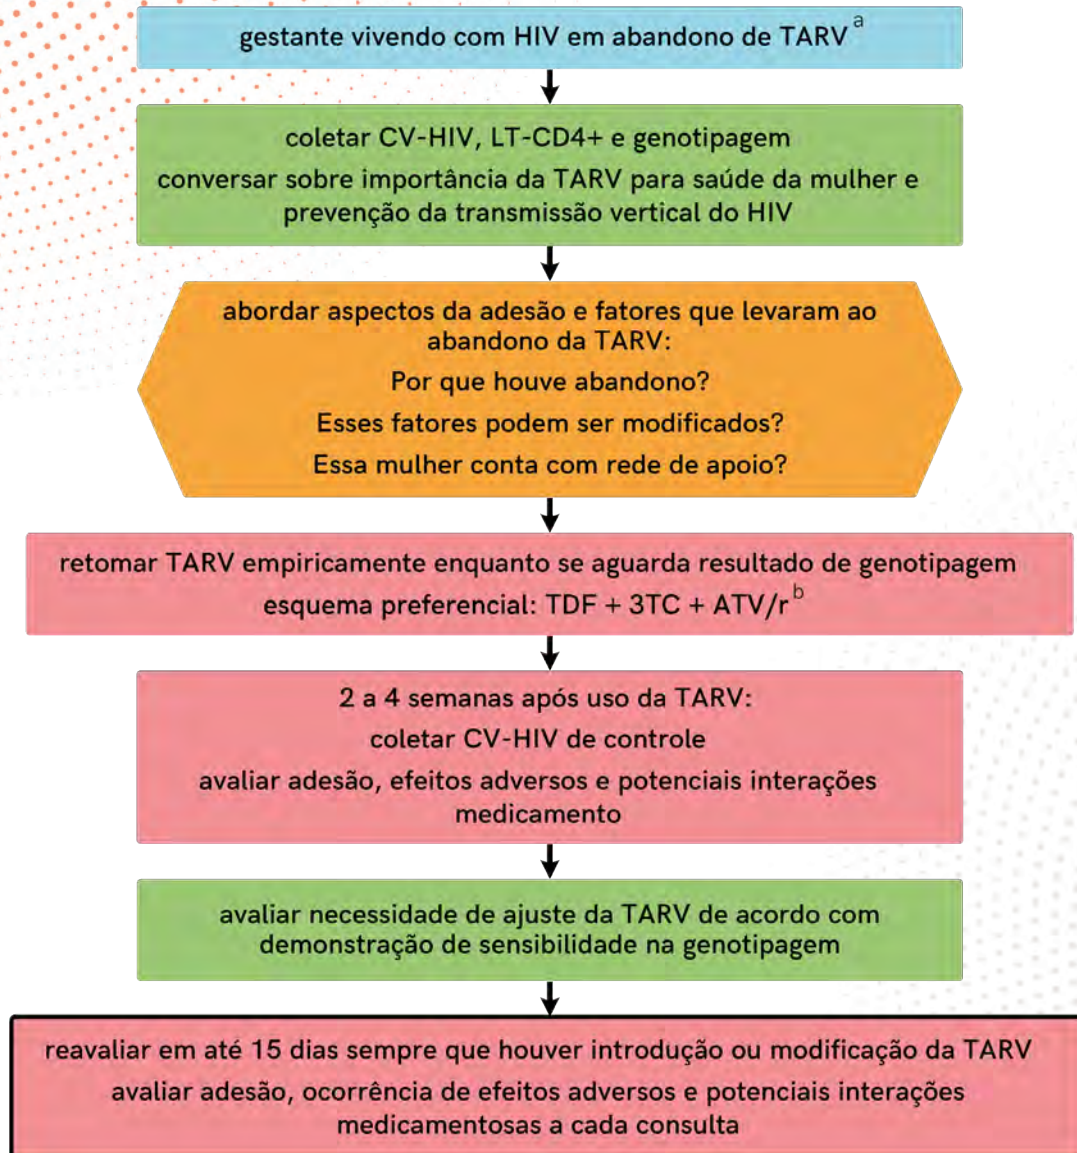 gestante vivendo com HIV em abandono de TARV a
coletar CV-HIV, LT-CD4+ e genotipagem
conversar sobre importância da TARV para saúde da mulher e
prevenção da transmissão vertical do HIV
abordar aspectos da adesão e fatores que levaram ao
abandono da TARV:
Por que houve abandono?
Esses fatores podem ser modificados?
Essa mulher conta com rede de apoio?
retomar TARV empiricamente enquanto se aguarda resultado de genotipagem
esquema preferencial: TDF + 3TC + ATV/r b
2 a 4 semanas após uso da TARV:
coletar CV-HIV de controle
avaliar adesão, efeitos adversos e potenciais interações
medicamento
avaliar necessidade de ajuste da TARV de acordo com
demonstração de sensibilidade na genotipagem
reavaliar em até 15 dias sempre que houver introdução ou modificação da TARV
avaliar adesão, ocorrência de efeitos adversos e potenciais interações
medicamentosas a cada consulta